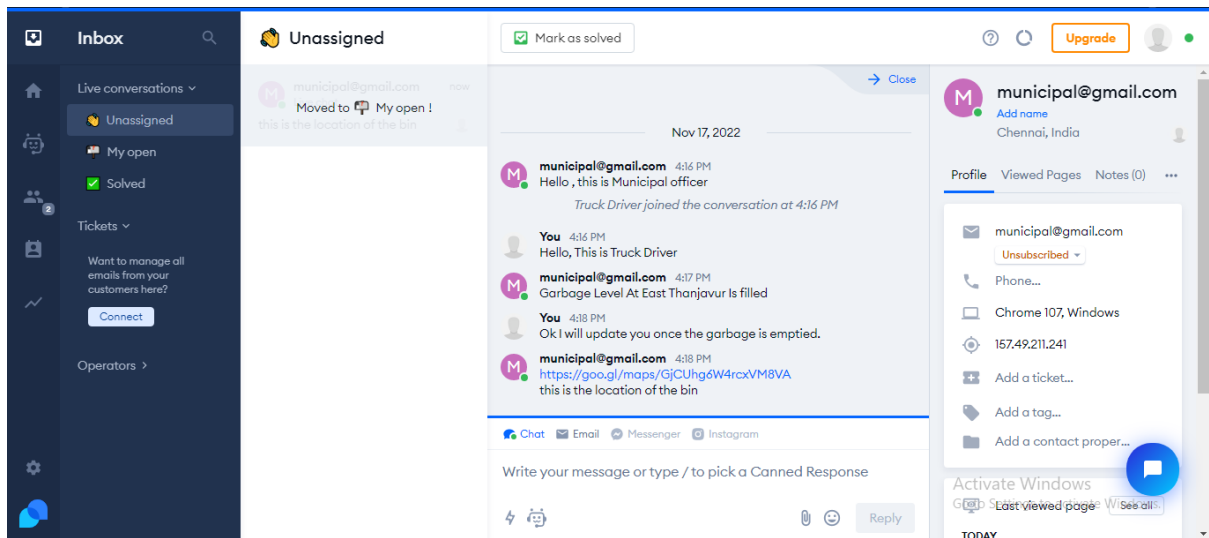 Inbox
Live conversations
Unassigned
My open
Solved
2
Tickets
Want to manage all
emails from your
customers here?
Connect
Operators
Unassigned
M
municipal@gmail.com now
Moved to My open !
this is the location of the bin
Mark as solved
Upgrade
Close
Nov 17, 2022
M
municipal@gmail.com 4:16 PM
Hello , this is Municipal officer
Truck Driver joined the conversation at 4:16 PM
You 4:16 PM
Hello, This is Truck Driver
M
municipal@gmail.com 4:17 PM
Garbage Level At East Thanjavur Is filled
You 4:18 PM
Ok I will update you once the garbage is emptied.
M
municipal@gmail.com 4:18 PM
https://goo.gl/maps/GjCUhg6W4rcxVM8VA
this is the location of the bin
Chat Email Messenger Instagram
Write your message or type / to pick a Canned Response
Reply
M
municipal@gmail.com
Add name
Chennai, India
Profile Viewed Pages Notes (0)
municipal@gmail.com
Unsubscribed
Phone...
Chrome 107, Windows
157.49.211.241
Add a ticket...
Add a tag...
Add a contact proper...
Activate Windows
Go to Settings to activate Windows.
Last viewed page See all
TODAY